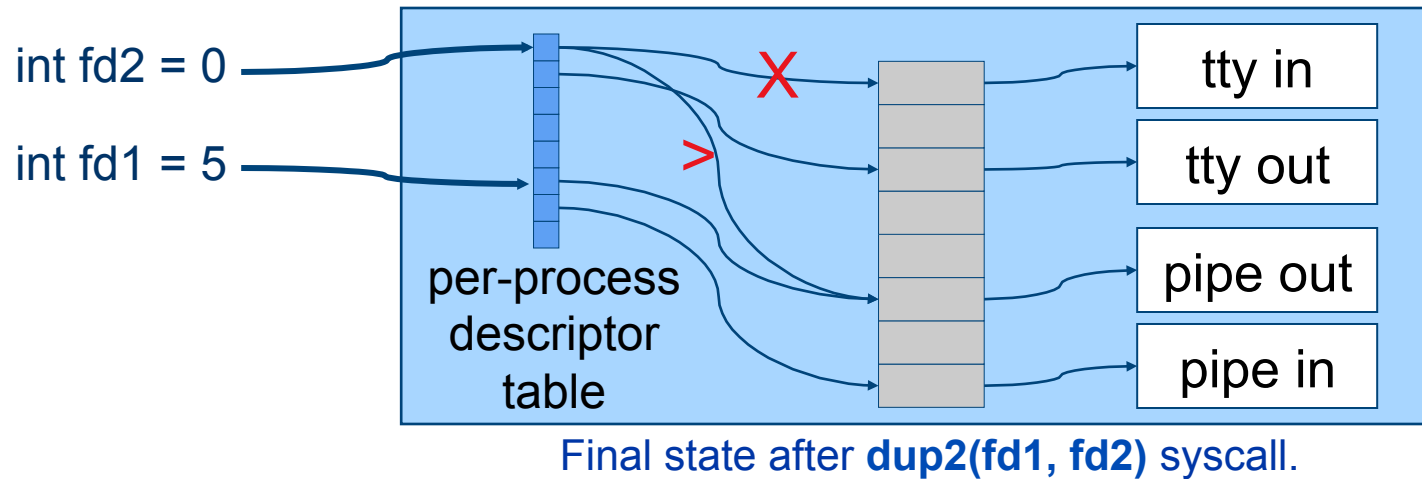 int fd2 = 0
int fd1 = 5
X
>
per-process
descriptor
table
tty in
tty out
pipe out
pipe in
Final state after dup2(fd1, fd2) syscall.